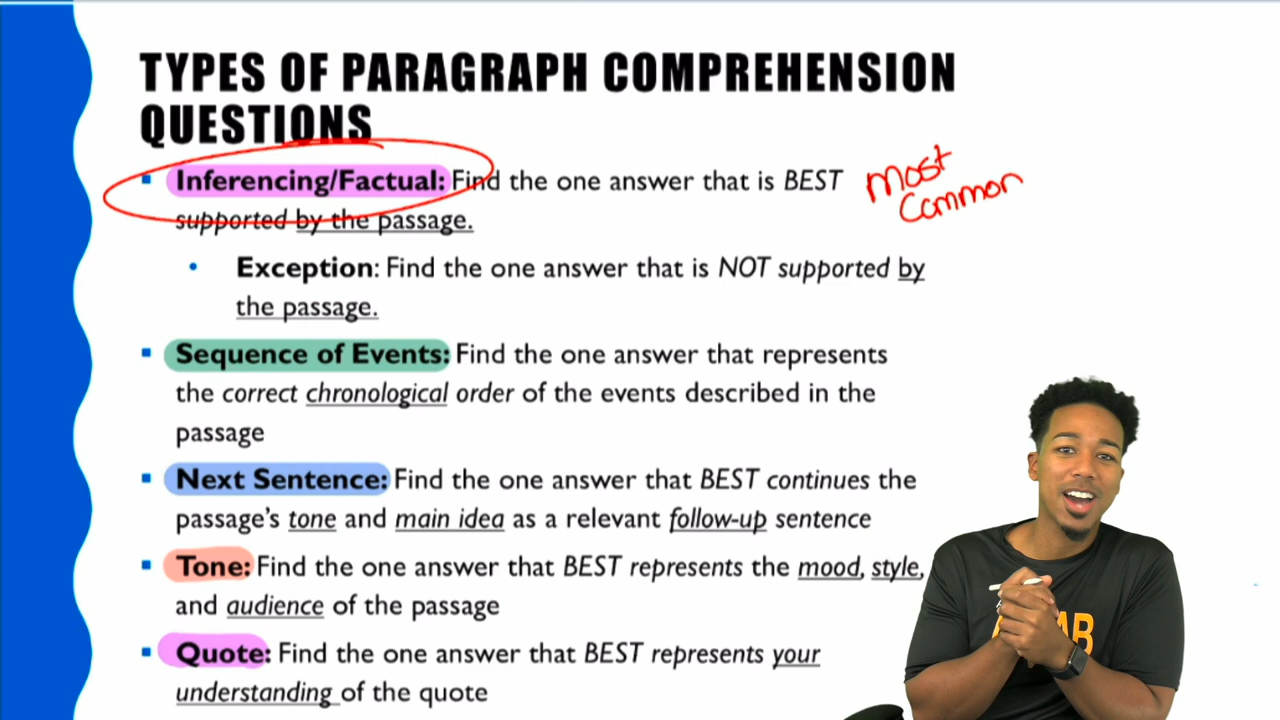 TYPES OF PARAGRAPH COMPREHENSION
QUESTIONS
Inferencing/Factual: Find the one answer that is BEST
supported by the passage.
Most
Common
Exception: Find the one answer that is NOT supported by
the passage.
Sequence of Events: Find the one answer that represents
the correct chronological order of the events described in the
passage
Next Sentence: Find the one answer that BEST continues the
passage's tone and main idea as a relevant follow-up sentence
Tone: Find the one answer that BEST represents the mood, style,
and audience of the passage
Quote: Find the one answer that BEST represents your
understanding of the quote